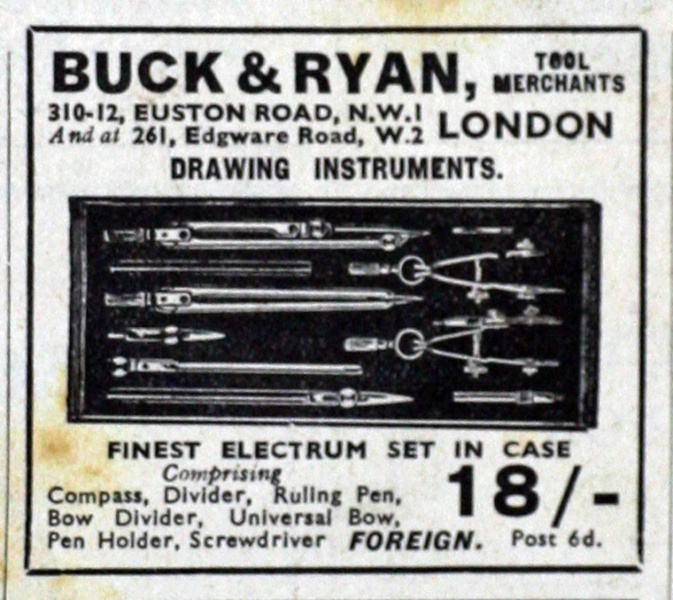 BUCK & RYAN, TOOL MERCHANTS
310-12, EUSTON ROAD, N.W.1
And at 261, Edgware Road, W.2 LONDON
DRAWING INSTRUMENTS.
FINEST ELECTRUM SET IN CASE
Comprising
Compass, Divider, Ruling Pen,
Bow Divider, Universal Bow,
Pen Holder, Screwdriver FOREIGN.
18/-
Post 6d.